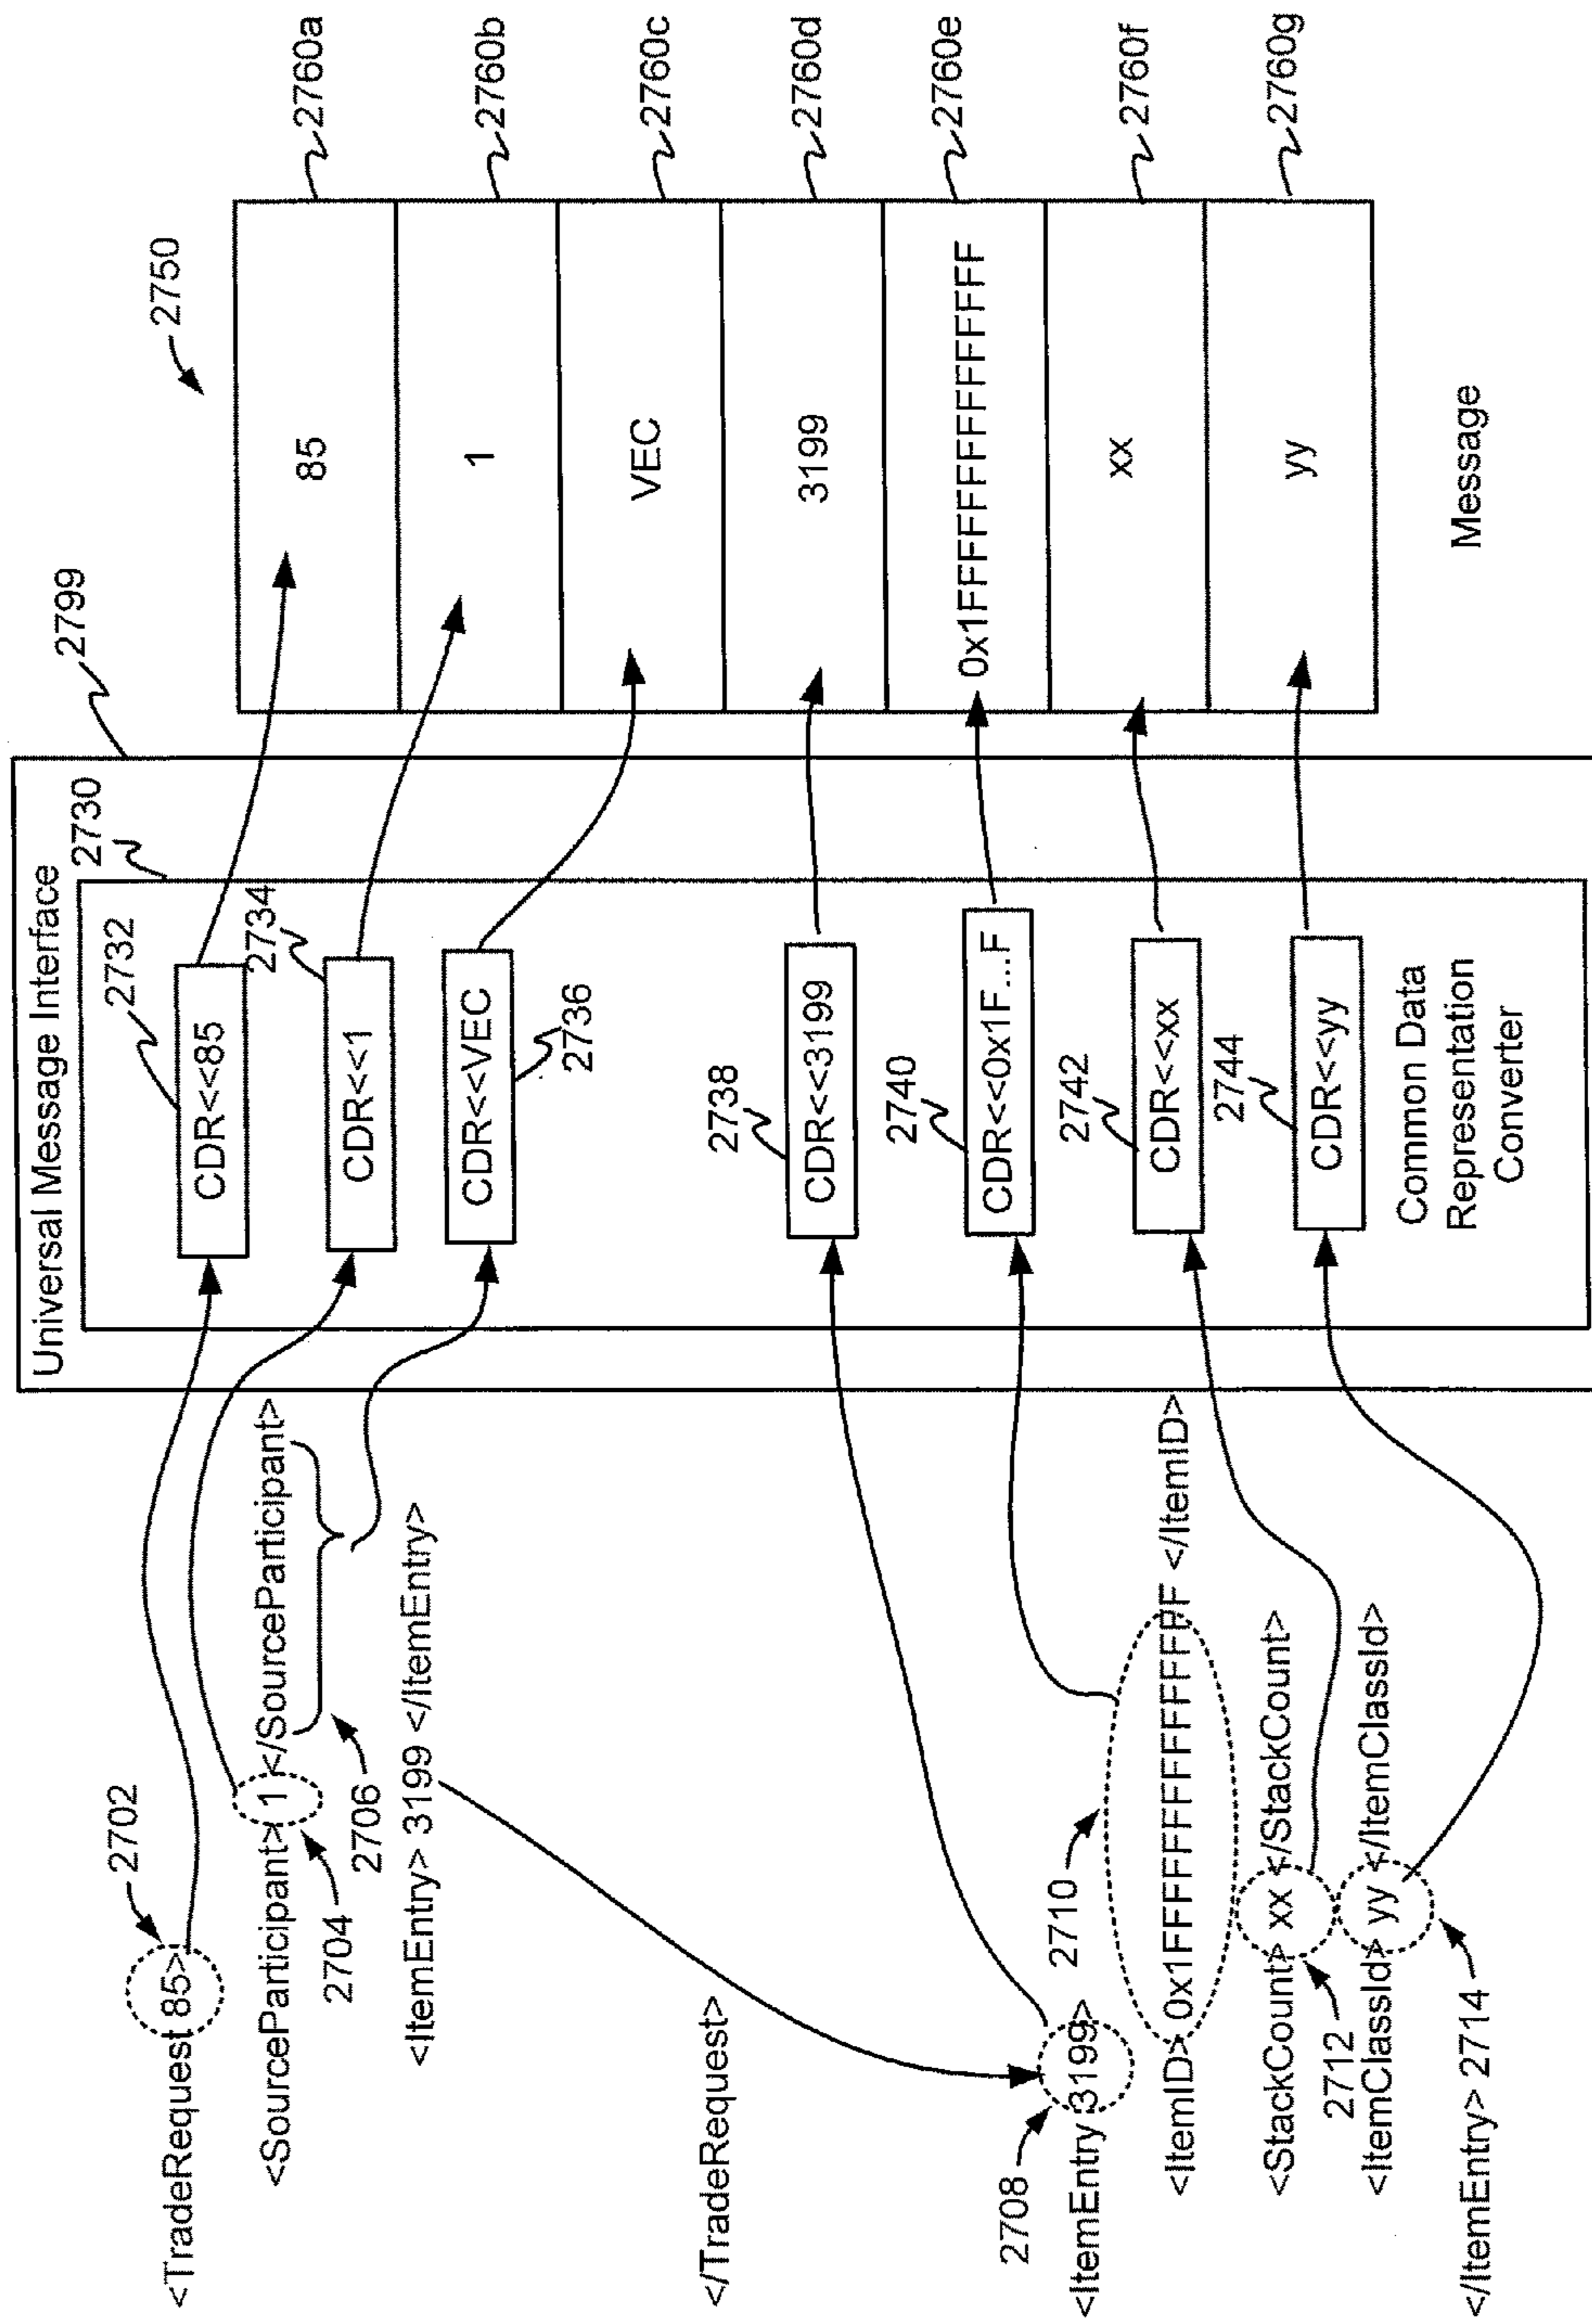 <TradeRequest 85>
2702
<SourceParticipant> 1 </SourceParticipant>
2704
2706
<ItemEntry> 3199 </ItemEntry>
</TradeRequest>
2708
<ItemEntry 3199>
2710
<ItemID> 0x1FFFFFFFFFFFFFFF </ItemID>
<StackCount> xx </StackCount>
2712
<ItemClassId> yy </ItemClassId>
</ItemEntry> 2714
Universal Message Interface
2799
2730
2732
CDR<<85
2734
CDR<<1
CDR<<VEC
2736
2738
CDR<<3199
2740
CDR<<0x1F...F
2742
CDR<<xx
2744
CDR<<yy
Common Data
Representation
Converter
2750
85
2760a
1
2760b
VEC
2760c
3199
2760d
0x1FFFFFFFFFFFFFFF
2760e
xx
2760f
yy
2760g
Message